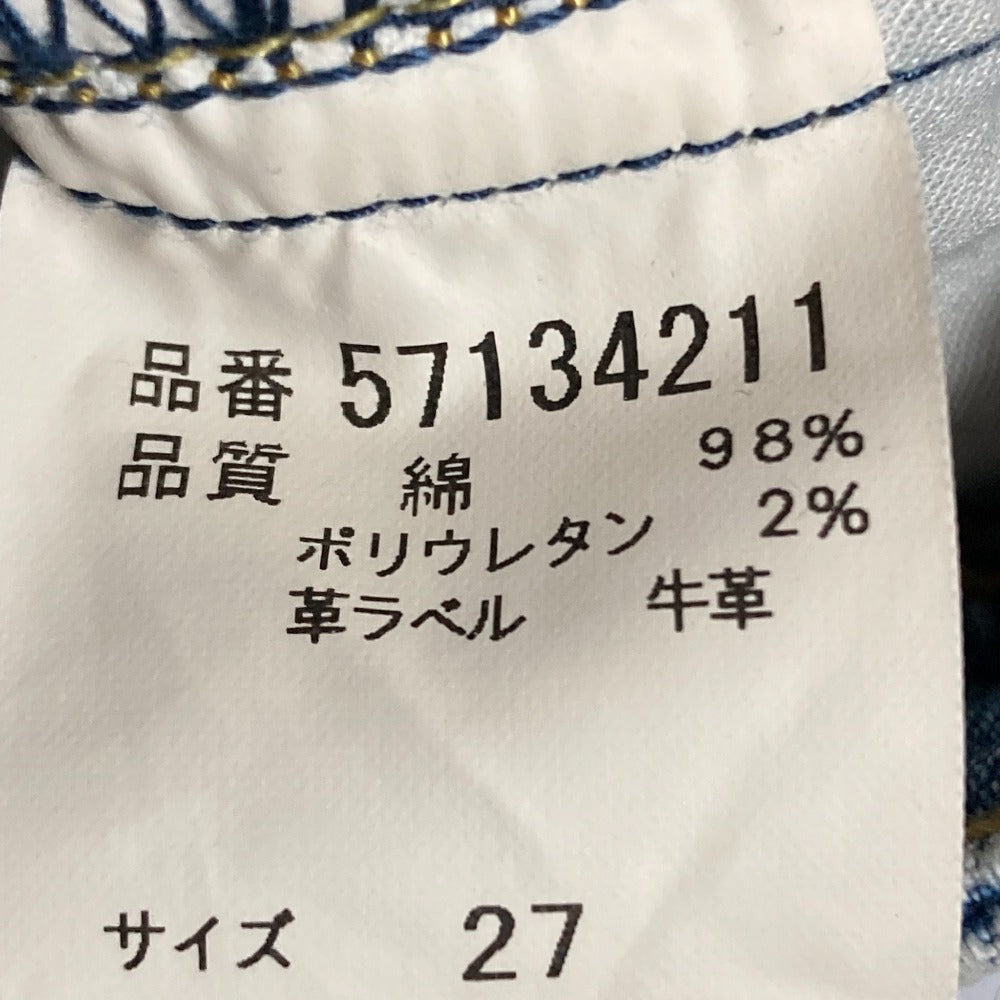 品番 57134211
品質 綿 98%
ポリウレタン 2%
革ラベル 牛革
サイズ 27